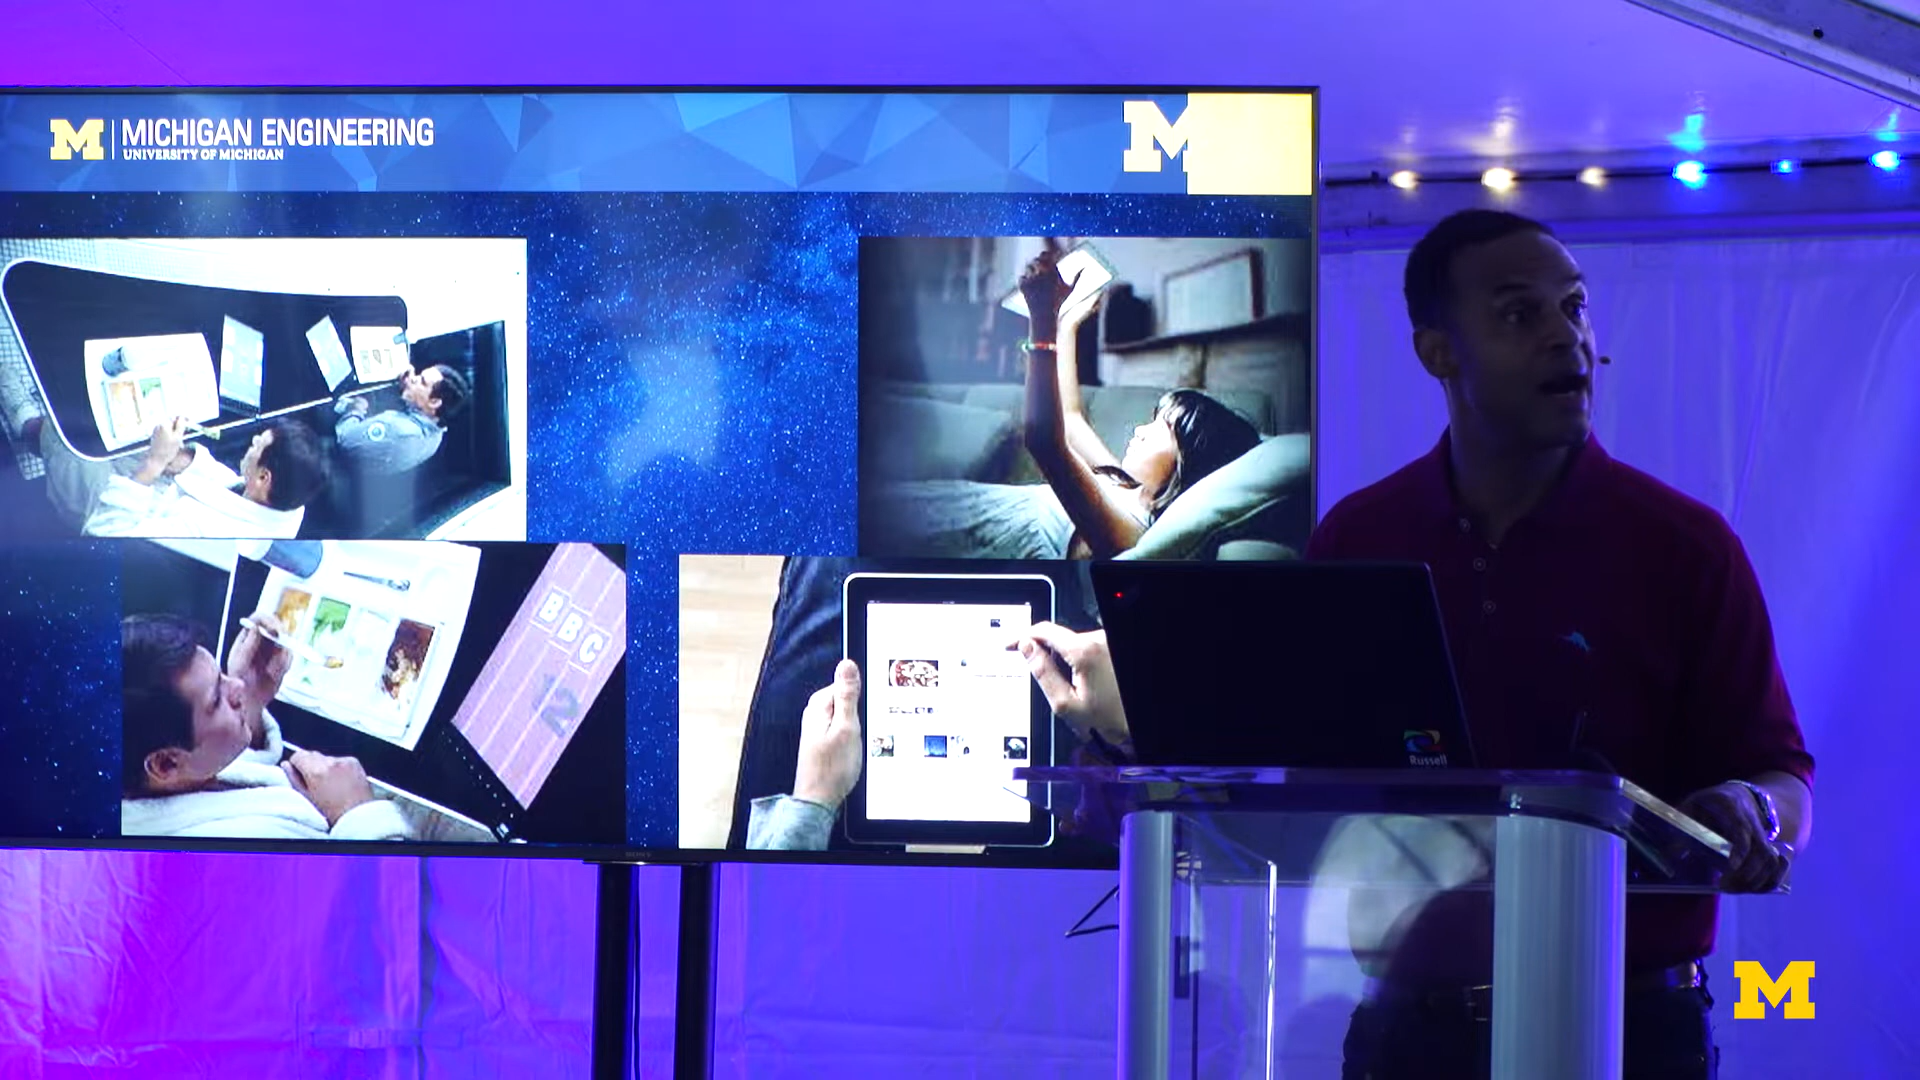 M MICHIGAN ENGINEERING
UNIVERSITY OF MICHIGAN
M
BBC
12
Russell
M